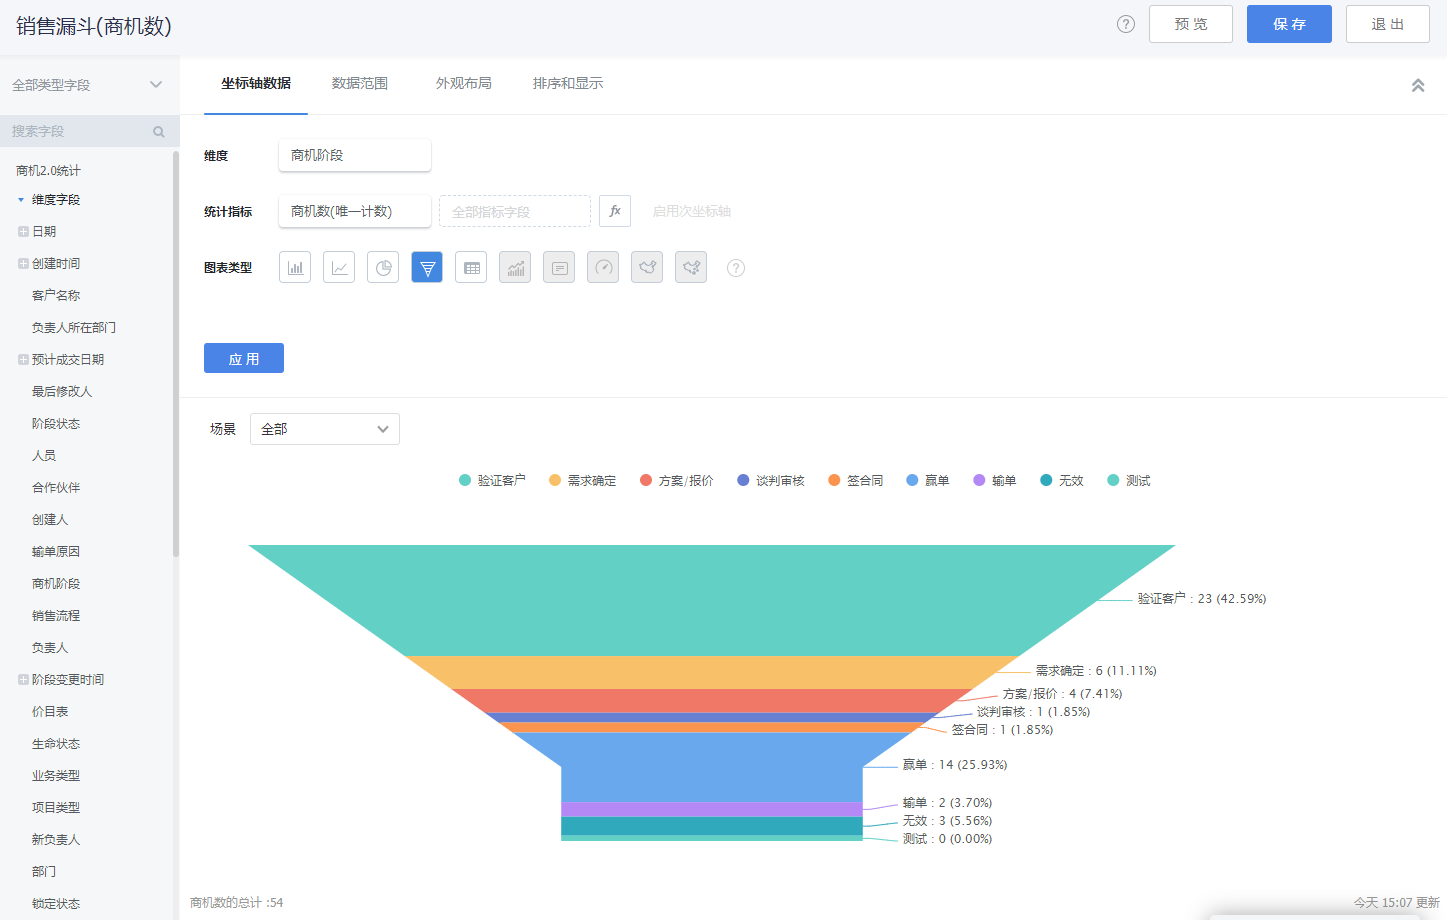 销售漏斗(商机数)
?
预 览
保 存
退 出
全部类型字段
搜索字段
商机2.0统计
维度字段
日期
创建时间
客户名称
负责人所在部门
预计成交日期
最后修改人
阶段状态
人员
合作伙伴
创建人
输单原因
商机阶段
销售流程
负责人
阶段变更时间
价目表
生命状态
业务类型
项目类型
新负责人
部门
锁定状态
坐标轴数据
数据范围
外观布局
排序和显示
维度
商机阶段
统计指标
商机数(唯一计数)
全部指标字段
fx
启用次坐标轴
图表类型
?
应 用
场景
全部
验证客户
需求确定
方案/报价
谈判审核
签合同
赢单
输单
无效
测试
验证客户 : 23 (42.59%)
需求确定 : 6 (11.11%)
方案/报价 : 4 (7.41%)
谈判审核 : 1 (1.85%)
签合同 : 1 (1.85%)
赢单 : 14 (25.93%)
输单 : 2 (3.70%)
无效 : 3 (5.56%)
测试 : 0 (0.00%)
商机数的总计 :54
今天 15:07 更新